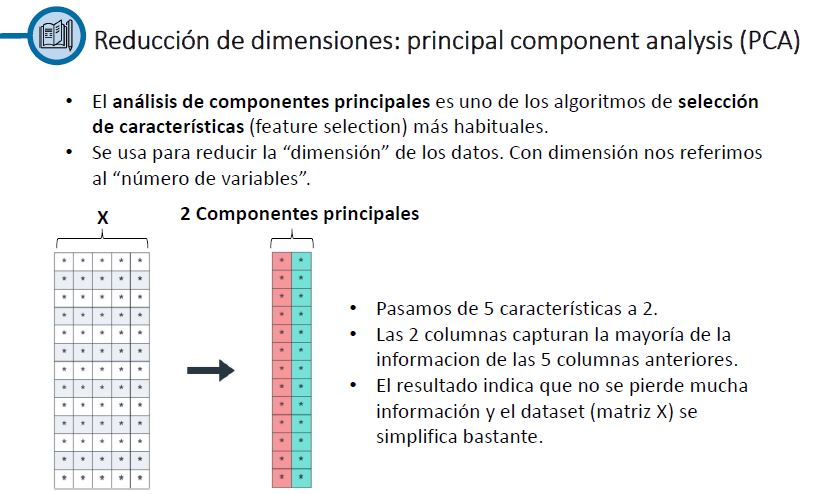 Reducción de dimensiones: principal component analysis (PCA)
• El análisis de componentes principales es uno de los algoritmos de selección
de características (feature selection) más habituales.
• Se usa para reducir la “dimensión” de los datos. Con dimensión nos referimos
al “número de variables”.
X
2 Componentes principales
* * * * * * *
* * * * * * *
* * * * * * *
* * * * * * *
* * * * * * *
* * * * * * *
* * * * * * *
* * * * * * *
* * * * * * *
* * * * * * *
* * * * * * *
* * * * * * *
* * * * * * *
• Pasamos de 5 características a 2.
• Las 2 columnas capturan la mayoría de la
informacion de las 5 columnas anteriores.
• El resultado indica que no se pierde mucha
información y el dataset (matriz X) se
simplifica bastante.